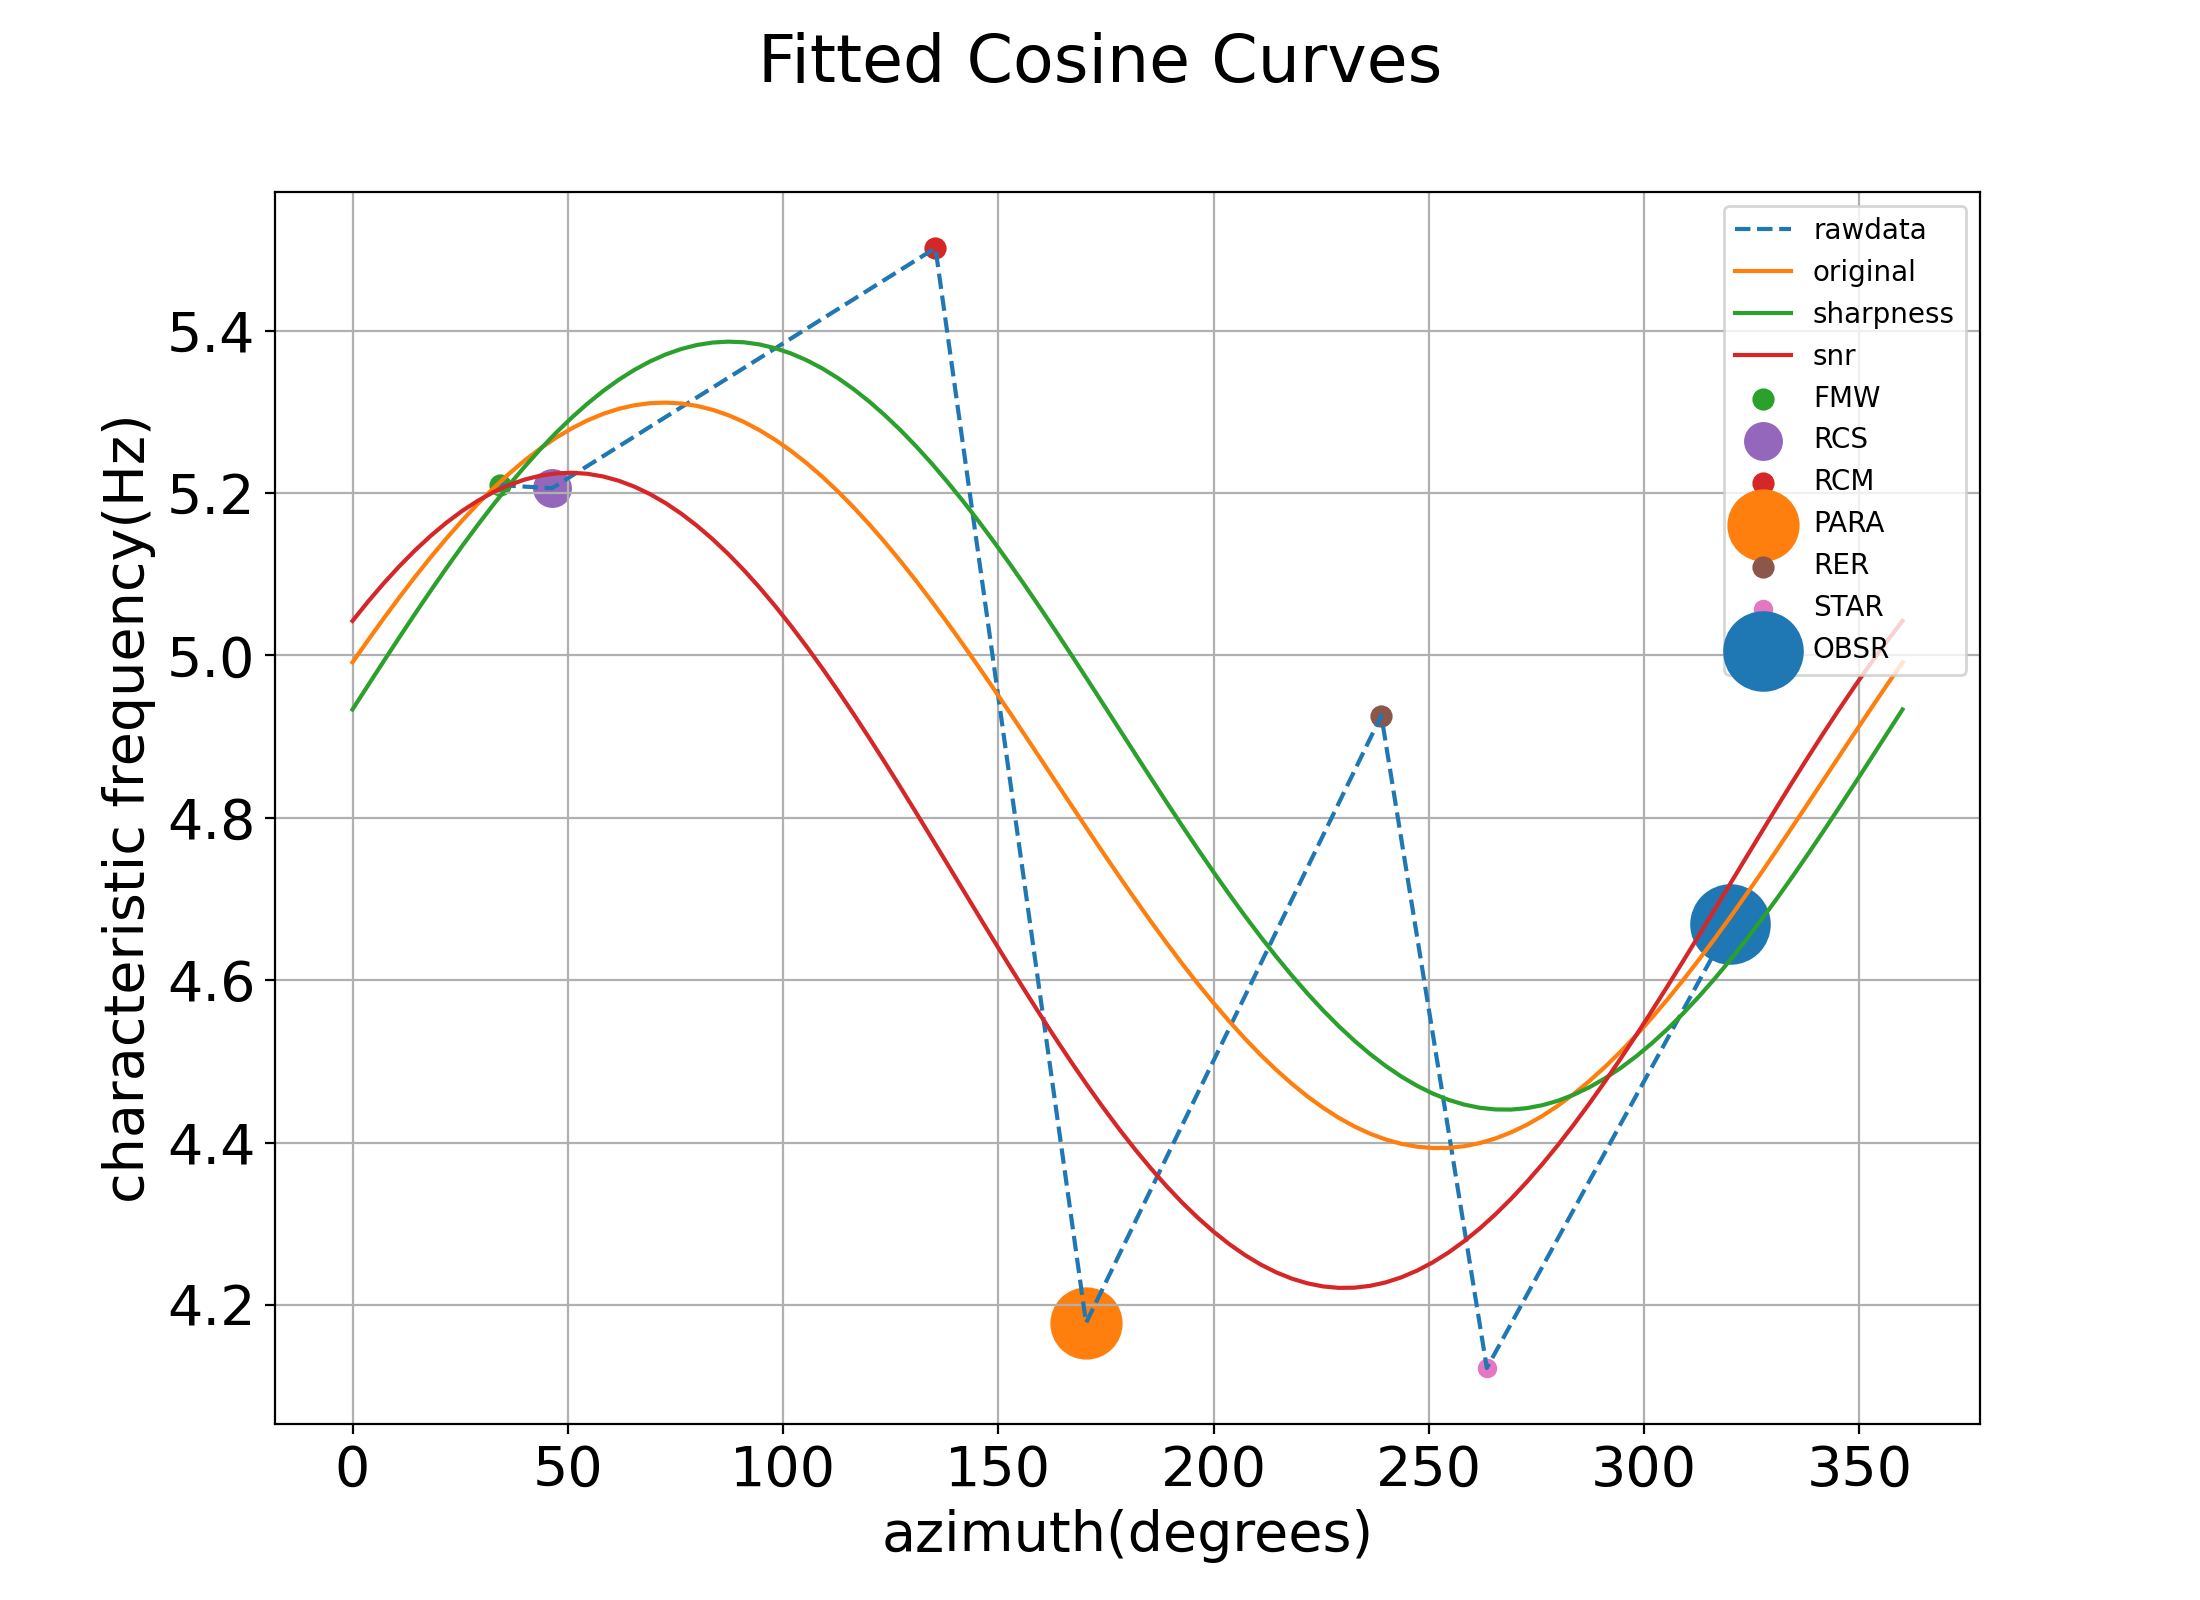 Fitted Cosine Curves
rawdata
original
sharpness
snr
FMW
RCS
RCM
PARA
RER
STAR
OBSR
characteristic frequency(Hz)
5.4
5.2
5.0
4.8
4.6
4.4
4.2
0 50 100 150 200 250 300 350
azimuth(degrees)